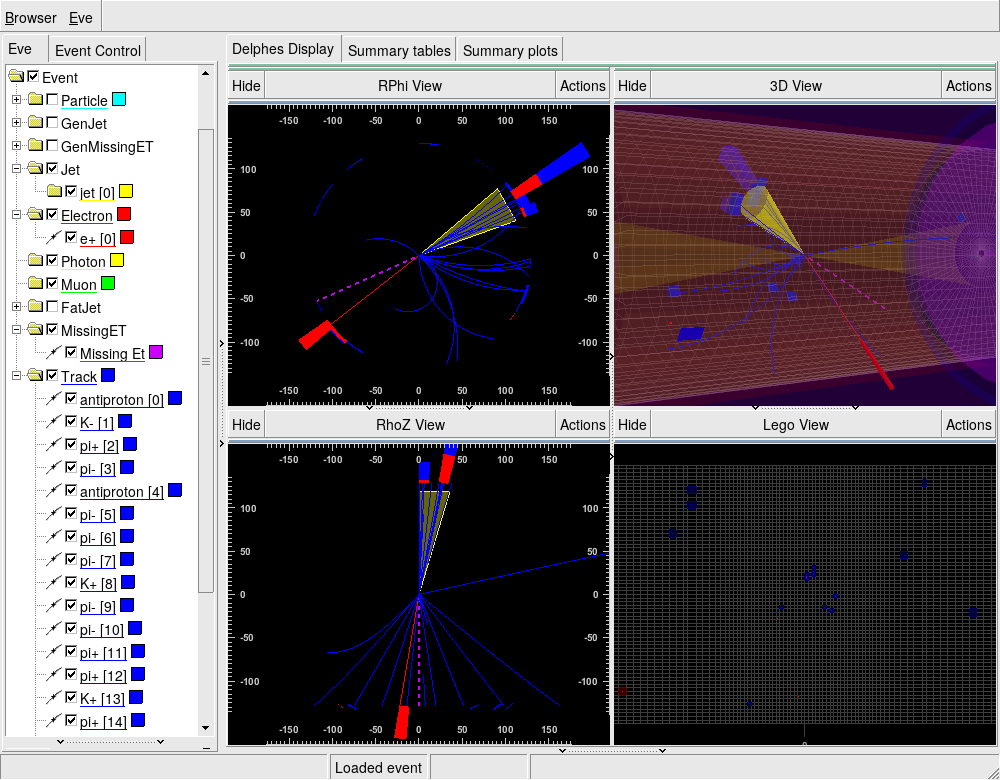 Browser Eve
Eve Event Control
Delphes Display Summary tables Summary plots
Event
Particle
GenJet
GenMissingET
Jet
jet [0]
Electron
e+ [0]
Photon
Muon
FatJet
MissingET
Missing Et
Track
antiproton [0]
K- [1]
pi+ [2]
pi- [3]
antiproton [4]
pi- [5]
pi- [6]
pi- [7]
K+ [8]
pi- [9]
pi- [10]
pi+ [11]
pi+ [12]
K+ [13]
pi+ [14]
Hide RPhi View Actions
-150 -100 -50 0 50 100 150
100
50
0
-50
-100
100
50
0
-50
-100
-150 -100 -50 0 50 100 150
Hide 3D View Actions
Hide RhoZ View Actions
-150 -100 -50 0 50 100 150
100
50
0
-50
-100
100
50
0
-50
-100
-150 -100 -50 0 50 100 150
Hide Lego View Actions
Loaded event